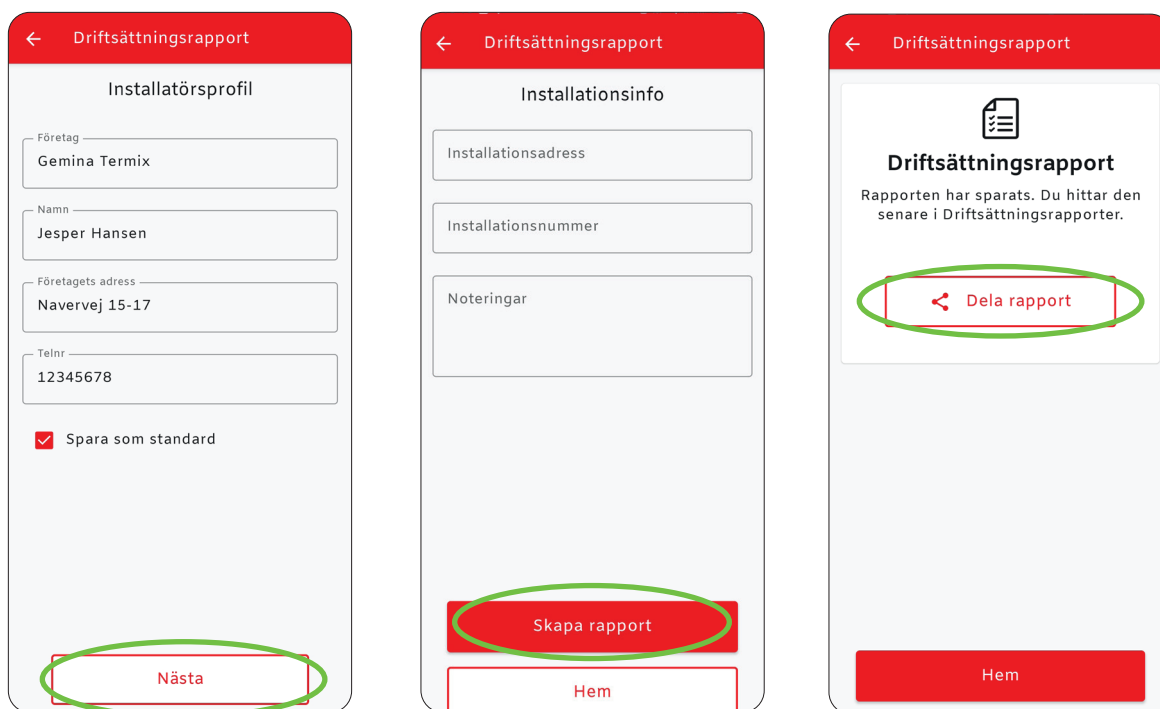 Driftsättningsrapport
Installatörsprofil
Företag
Gemina Termix
Namn
Jesper Hansen
Företagets adress
Navervej 15-17
Telnr
12345678
Spara som standard
Nästa
Driftsättningsrapport
Installationsinfo
Installationsadress
Installationsnummer
Noteringar
Skapa rapport
Hem
Driftsättningsrapport
Driftsättningsrapport
Rapporten har sparats. Du hittar den
senare i Driftsättningsrapporter.
Dela rapport
Hem